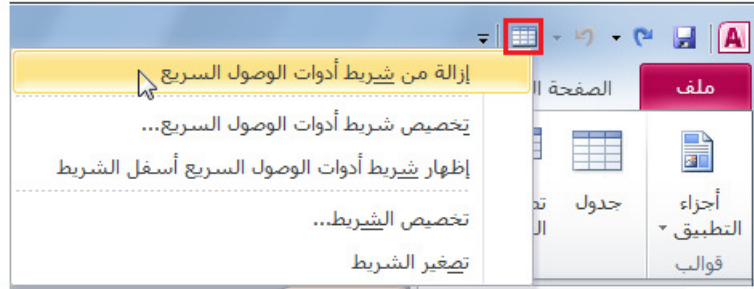 A
إزالة من شريط أدوات الوصول السريع
تخصيص شريط أدوات الوصول السريع...
إظهار شريط أدوات الوصول السريع أسفل الشريط
تخصيص الشريط...
تصغير الشريط
ملف
الصفحة
أجزاء
التطبيق
جدول
قوالب